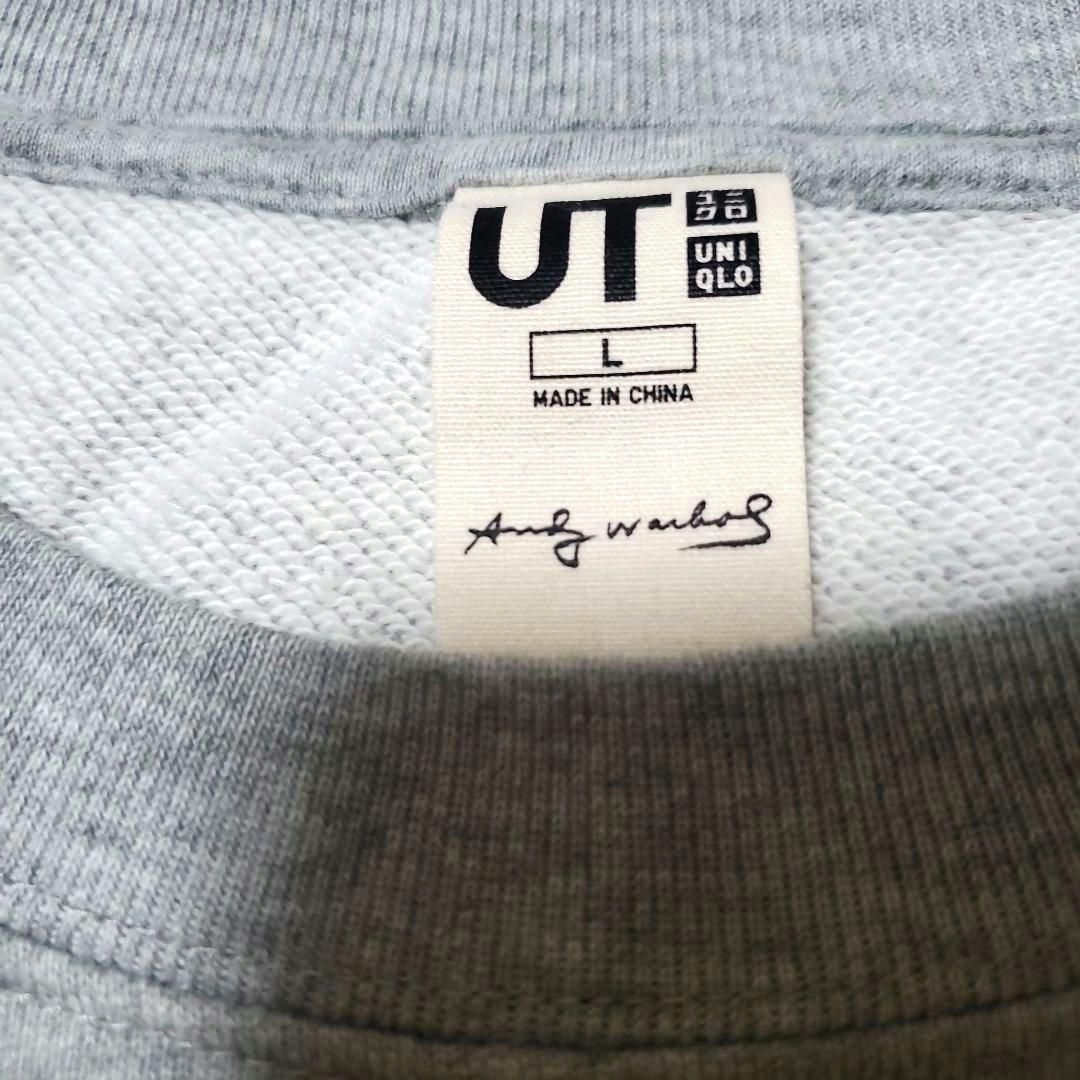 UT
ユニ
クロ
UNI
QLO
L
MADE IN CHINA
Andy Warhol